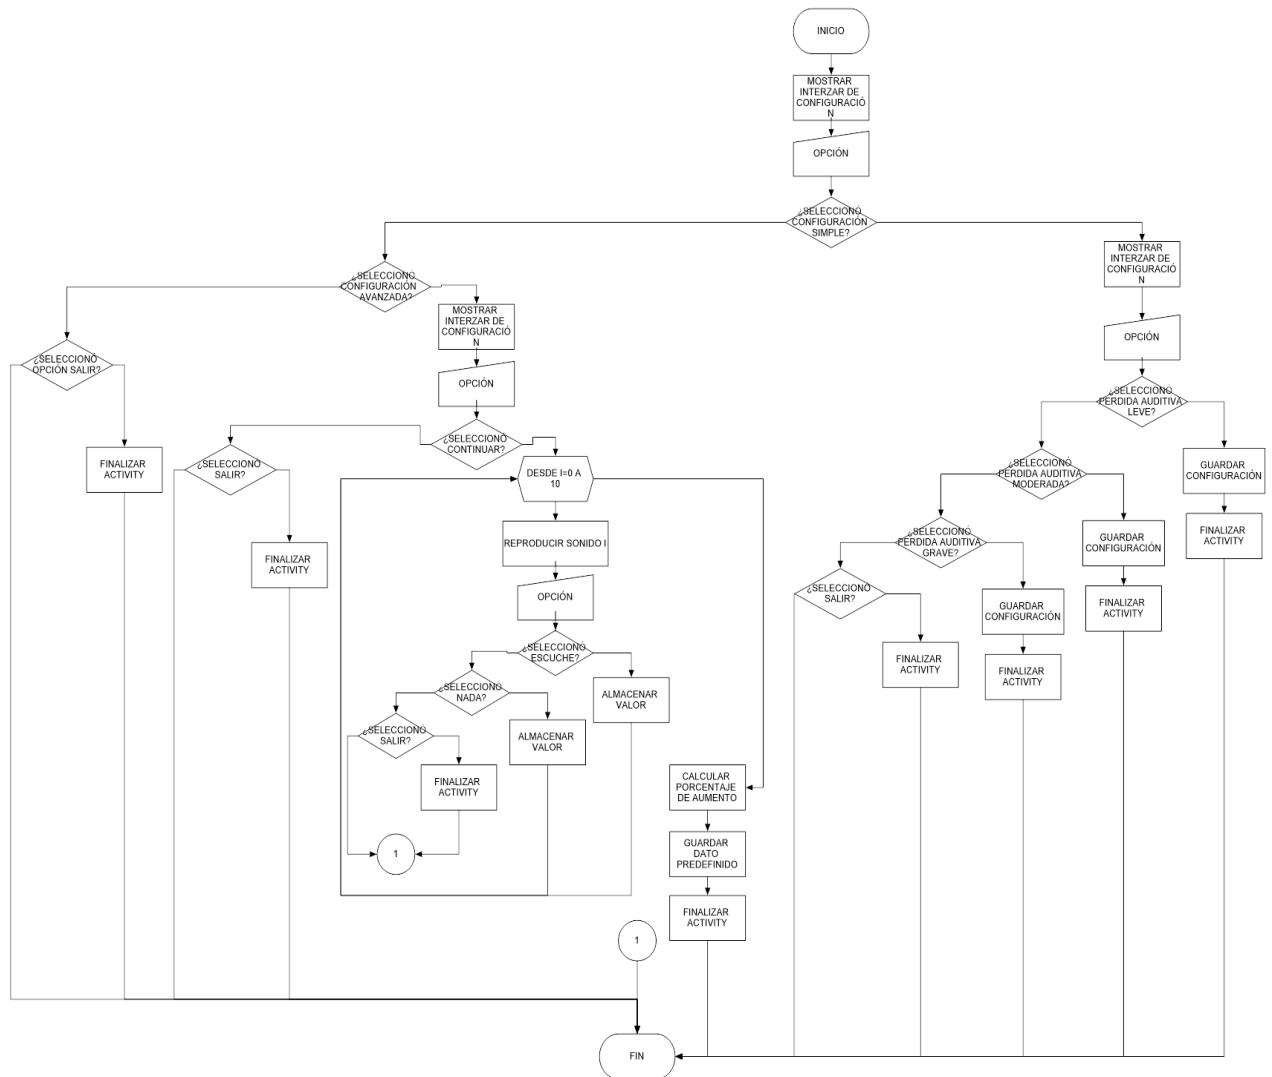 INICIO
MOSTRAR
INTERZAR DE
CONFIGURACIÓ
N
OPCIÓN
¿SELECCIONÓ
CONFIGURACIÓN
SIMPLE?
MOSTRAR
INTERZAR DE
CONFIGURACIÓ
N
OPCIÓN
¿SELECCIONÓ
PERDIDA AUDITIVA
LEVE?
GUARDAR
CONFIGURACIÓN
FINALIZAR
ACTIVITY
¿SELECCIONÓ
PERDIDA AUDITIVA
MODERADA?
GUARDAR
CONFIGURACIÓN
FINALIZAR
ACTIVITY
¿SELECCIONÓ
PERDIDA AUDITIVA
GRAVE?
GUARDAR
CONFIGURACIÓN
FINALIZAR
ACTIVITY
¿SELECCIONÓ
SALIR?
FINALIZAR
ACTIVITY
¿SELECCIONÓ
CONFIGURACIÓN
AVANZADA?
MOSTRAR
INTERZAR DE
CONFIGURACIÓ
N
OPCIÓN
¿SELECCIONÓ
CONTINUAR?
DESDE I=0 A
10
REPRODUCIR SONIDO I
OPCIÓN
¿SELECCIONÓ
ESCUCHE?
ALMACENAR
VALOR
¿SELECCIONÓ
NADA?
ALMACENAR
VALOR
¿SELECCIONÓ
SALIR?
FINALIZAR
ACTIVITY
1
CALCULAR
PORCENTAJE
DE AUMENTO
GUARDAR
DATO
PREDEFINIDO
FINALIZAR
ACTIVITY
¿SELECCIONÓ
SALIR?
FINALIZAR
ACTIVITY
¿SELECCIONÓ
OPCIÓN SALIR?
FINALIZAR
ACTIVITY
1
FIN